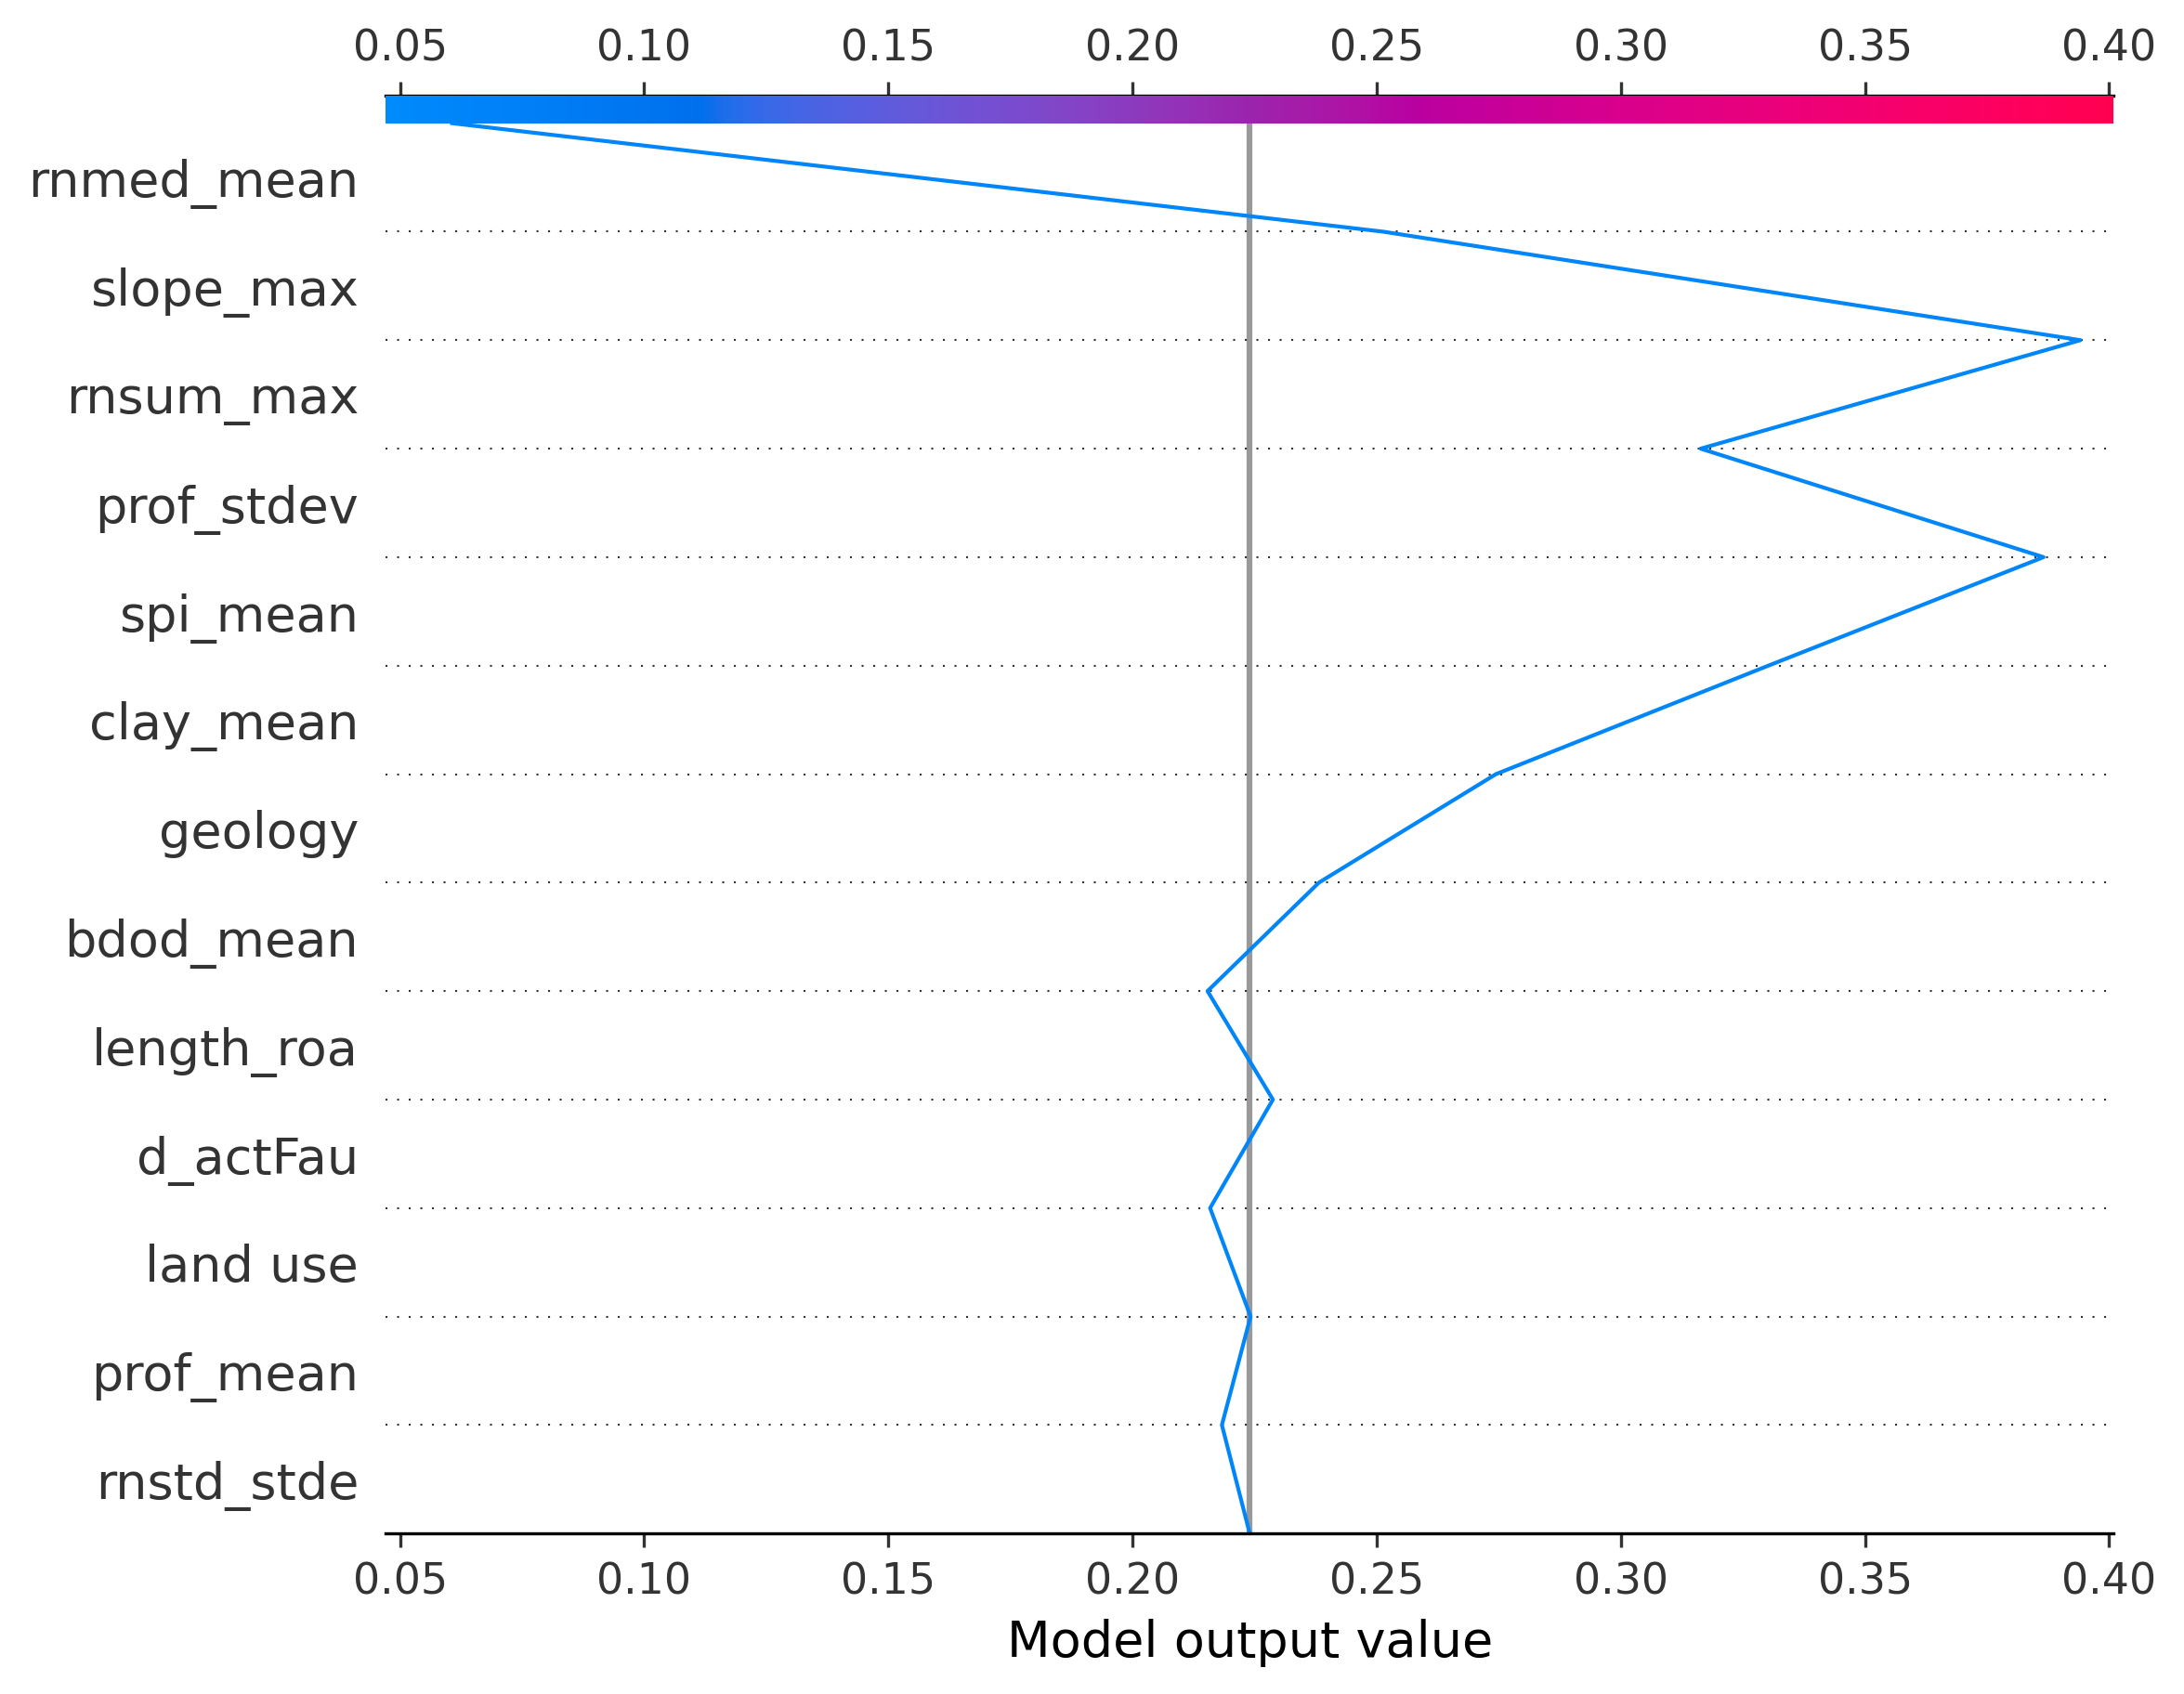 0.05 0.10 0.15 0.20 0.25 0.30 0.35 0.40
rnmed_mean
slope_max
rnsum_max
prof_stdev
spi_mean
clay_mean
geology
bdod_mean
length_roa
d_actFau
land use
prof_mean
rnstd_stde
0.05 0.10 0.15 0.20 0.25 0.30 0.35 0.40
Model output value